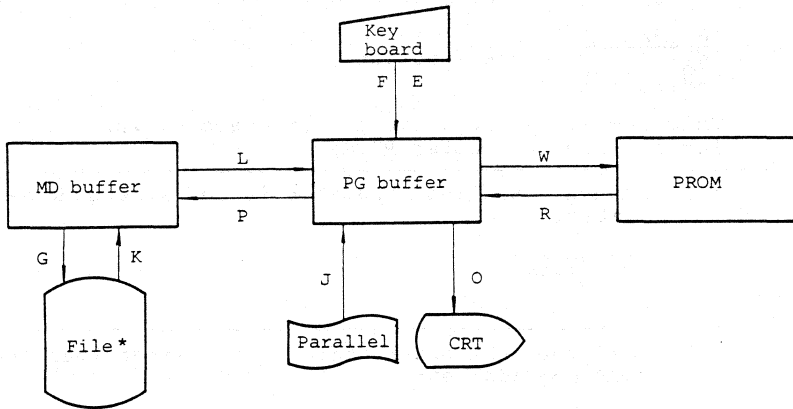 Key
board
F E
L
W
MD buffer
PG buffer
PROM
P
R
G
K
J
O
File*
Parallel
CRT